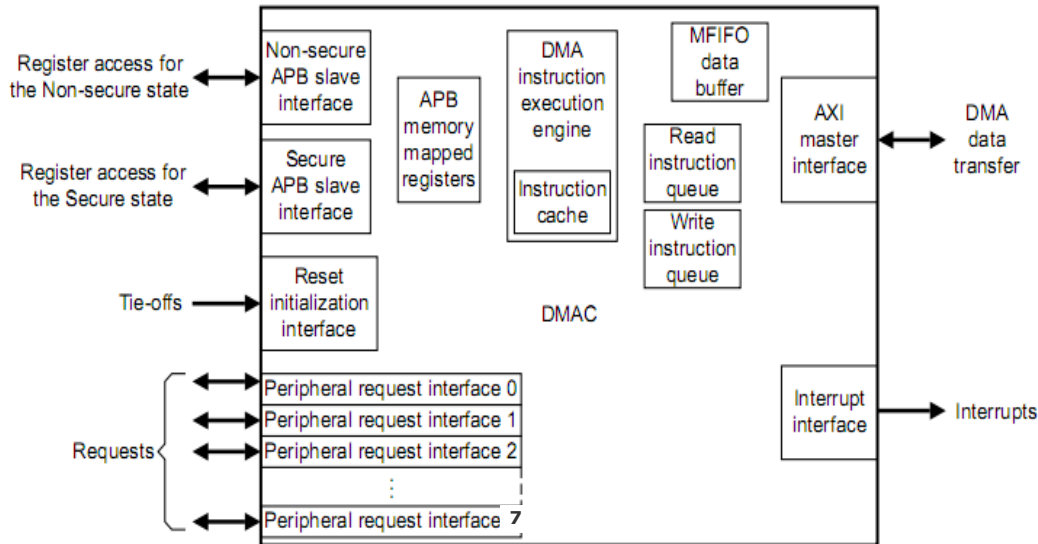 Register access for
the Non-secure state
Non-secure
APB slave
interface
Register access for
the Secure state
Secure
APB slave
interface
APB
memory
mapped
registers
DMA
instruction
execution
engine
Instruction
cache
MFIFO
data
buffer
Read
instruction
queue
Write
instruction
queue
AXI
master
interface
DMA
data
transfer
Tie-offs
Reset
initialization
interface
DMAC
Requests
Peripheral request interface 0
Peripheral request interface 1
Peripheral request interface 2
⋮
Peripheral request interface 7
Interrupt
interface
Interrupts